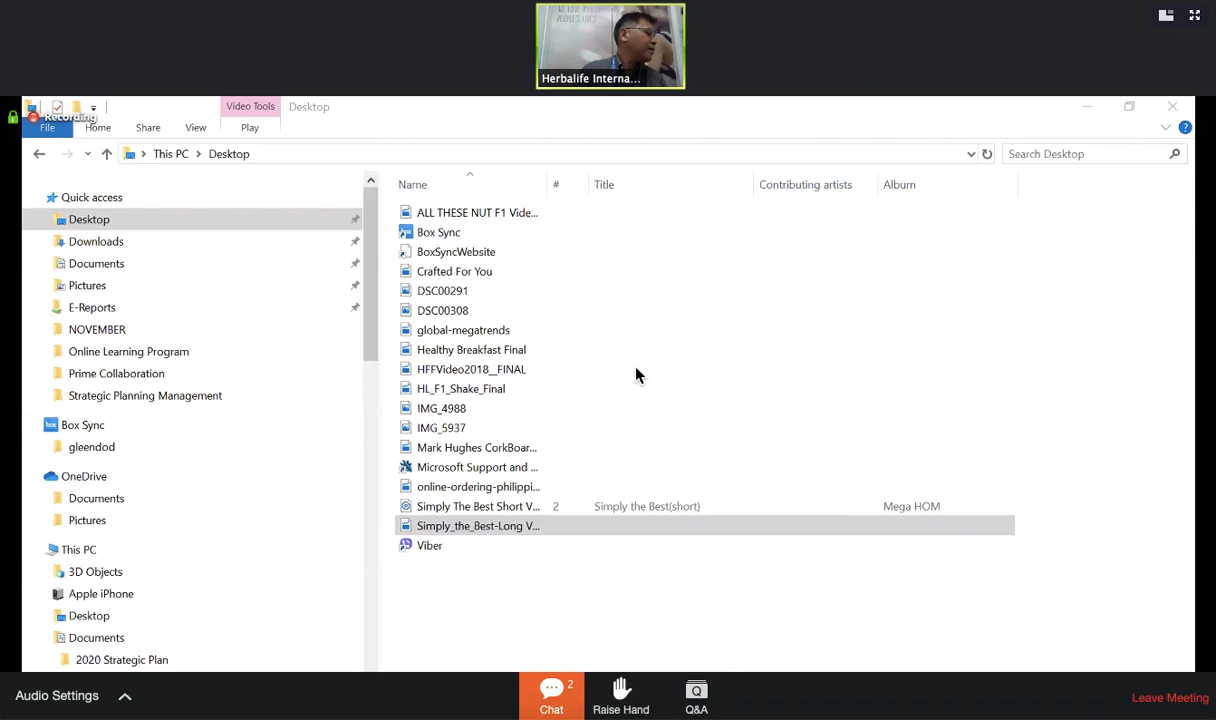 PEOPLE'S LIVES
Herbalife Interna...
Recording
Video Tools
Desktop
File
Home
Share
View
Play
This PC
Desktop
Search Desktop
Name
#
Title
Contributing artists
Album
Quick access
Desktop
Downloads
Documents
Pictures
E-Reports
NOVEMBER
Online Learning Program
Prime Collaboration
Strategic Planning Management
Box Sync
gleendod
OneDrive
Documents
Pictures
This PC
3D Objects
Apple iPhone
Desktop
Documents
2020 Strategic Plan
ALL THESE NUT F1 Vide...
Box Sync
BoxSyncWebsite
Crafted For You
DSC00291
DSC00308
global-megatrends
Healthy Breakfast Final
HFFVideo2018__FINAL
HL_F1_Shake_Final
IMG_4988
IMG_5937
Mark Hughes CorkBoar...
Microsoft Support and ...
online-ordering-philippi...
Simply The Best Short V... 2 Simply the Best(short) Mega HOM
Simply_the_Best-Long V...
Viber
Audio Settings
Chat 2
Raise Hand
Q&A
Leave Meeting